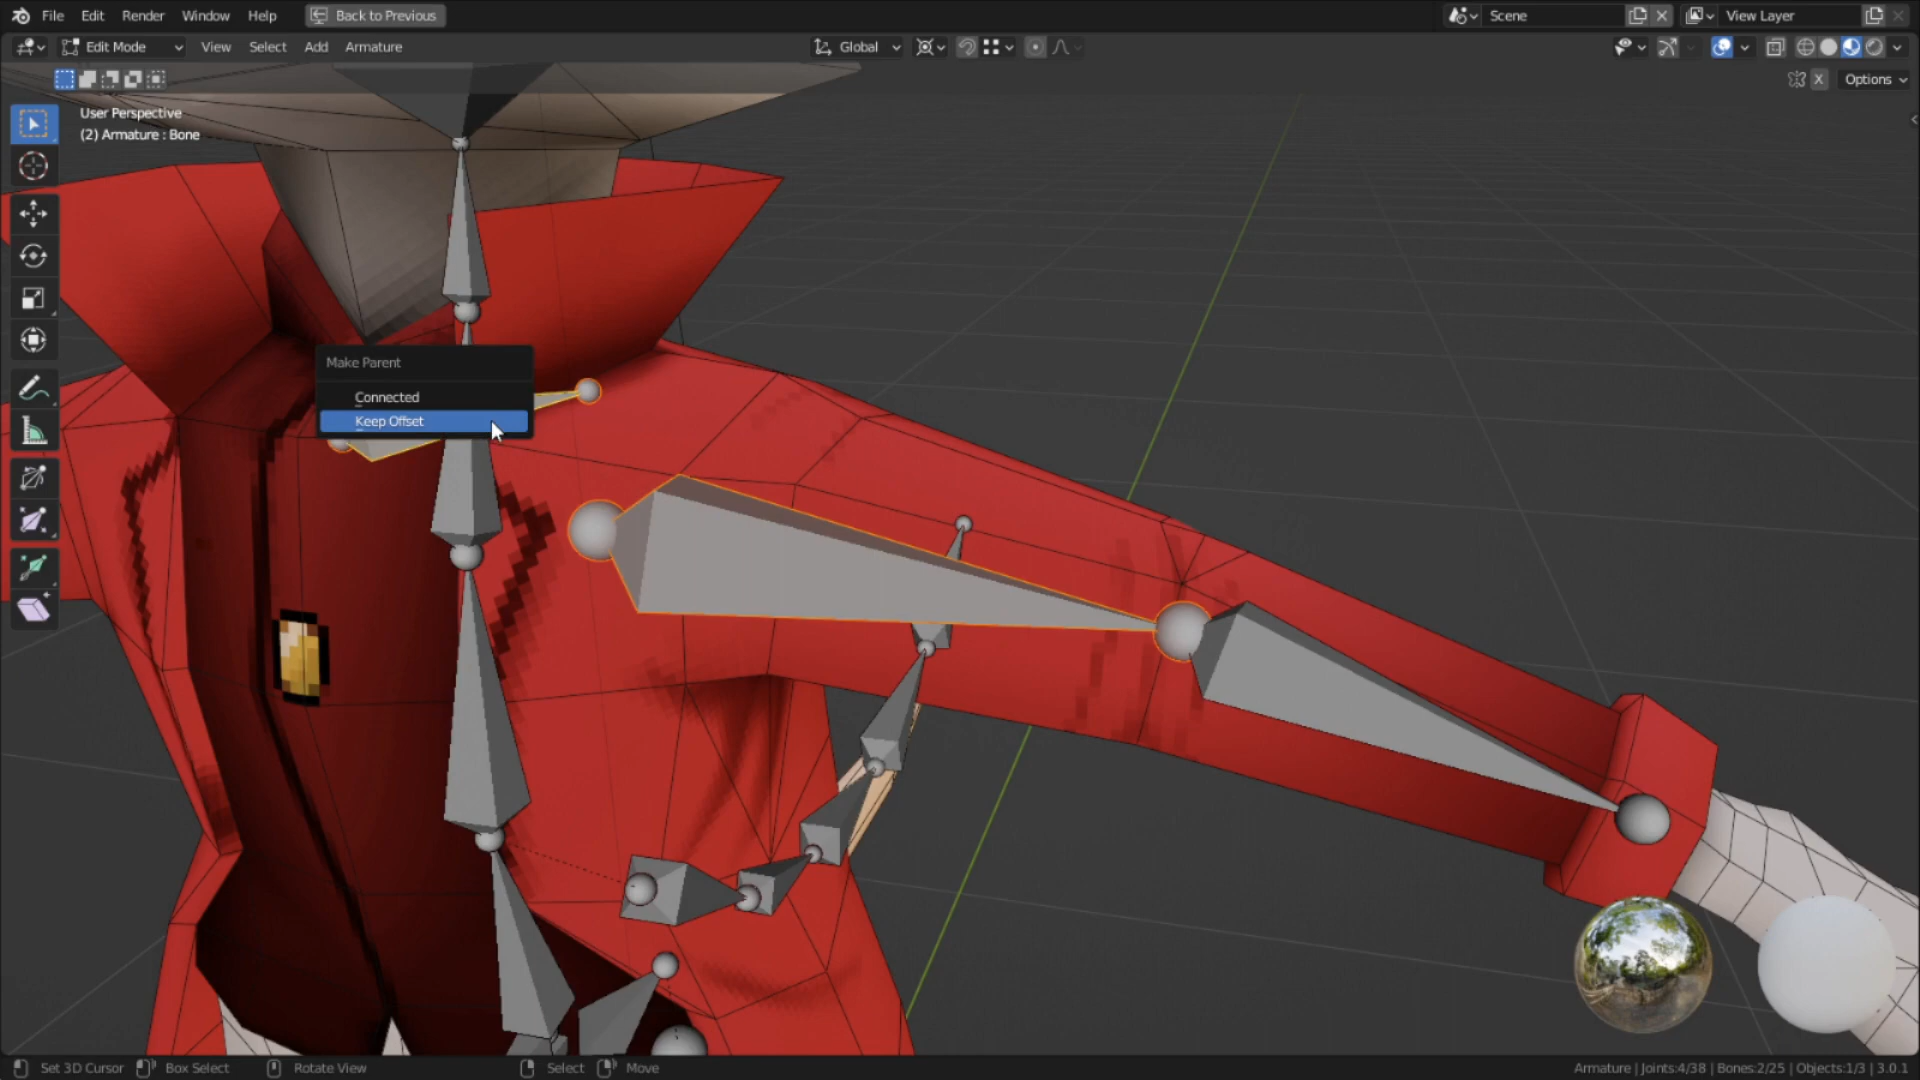 File Edit Render Window Help Back to Previous Scene View Layer
Edit Mode View Select Add Armature Global
X Options
User Perspective
(2) Armature : Bone
Make Parent
Connected
Keep Offset
Set 3D Cursor Box Select Rotate View Select Move Armature | Joints:4/38 | Bones:2/25 | Objects:1/3 | 3.0.1